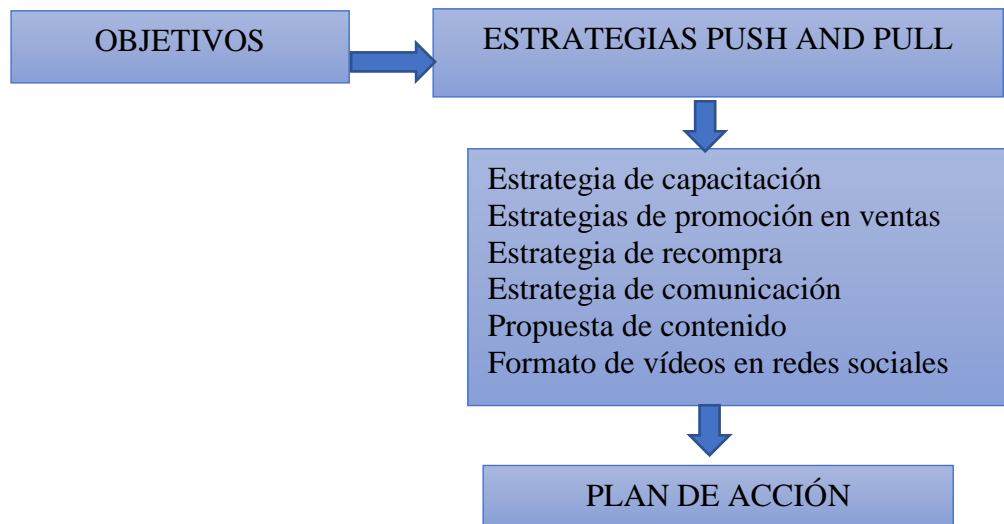 OBJETIVOS
ESTRATEGIAS PUSH AND PULL
Estrategia de capacitación
Estrategias de promoción en ventas
Estrategia de recompra
Estrategia de comunicación
Propuesta de contenido
Formato de vídeos en redes sociales
PLAN DE ACCIÓN